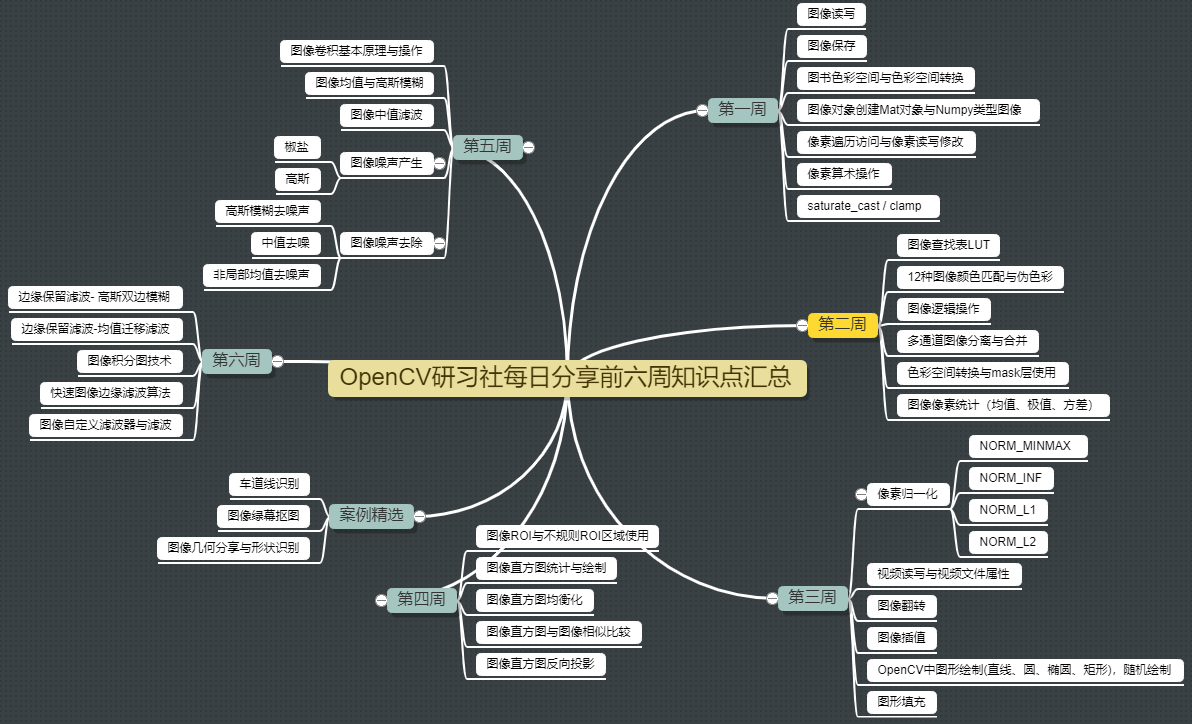 OpenCV研习社每日分享前六周知识点汇总
第一周
图像读写
图像保存
图书色彩空间与色彩空间转换
图像对象创建Mat对象与Numpy类型图像
像素遍历访问与像素读写修改
像素算术操作
saturate_cast / clamp
第二周
图像查找表LUT
12种图像颜色匹配与伪色彩
图像逻辑操作
多通道图像分离与合并
色彩空间转换与mask层使用
图像像素统计（均值、极值、方差）
第三周
像素归一化
NORM_MINMAX
NORM_INF
NORM_L1
NORM_L2
视频读写与视频文件属性
图像翻转
图像插值
OpenCV中图形绘制(直线、圆、椭圆、矩形)，随机绘制
图形填充
第四周
图像ROI与不规则ROI区域使用
图像直方图统计与绘制
图像直方图均衡化
图像直方图与图像相似比较
图像直方图反向投影
第五周
图像卷积基本原理与操作
图像均值与高斯模糊
图像中值滤波
图像噪声产生
椒盐
高斯
图像噪声去除
高斯模糊去噪声
中值去噪
非局部均值去噪声
第六周
边缘保留滤波- 高斯双边模糊
边缘保留滤波-均值迁移滤波
图像积分图技术
快速图像边缘滤波算法
图像自定义滤波器与滤波
案例精选
车道线识别
图像绿幕抠图
图像几何分享与形状识别